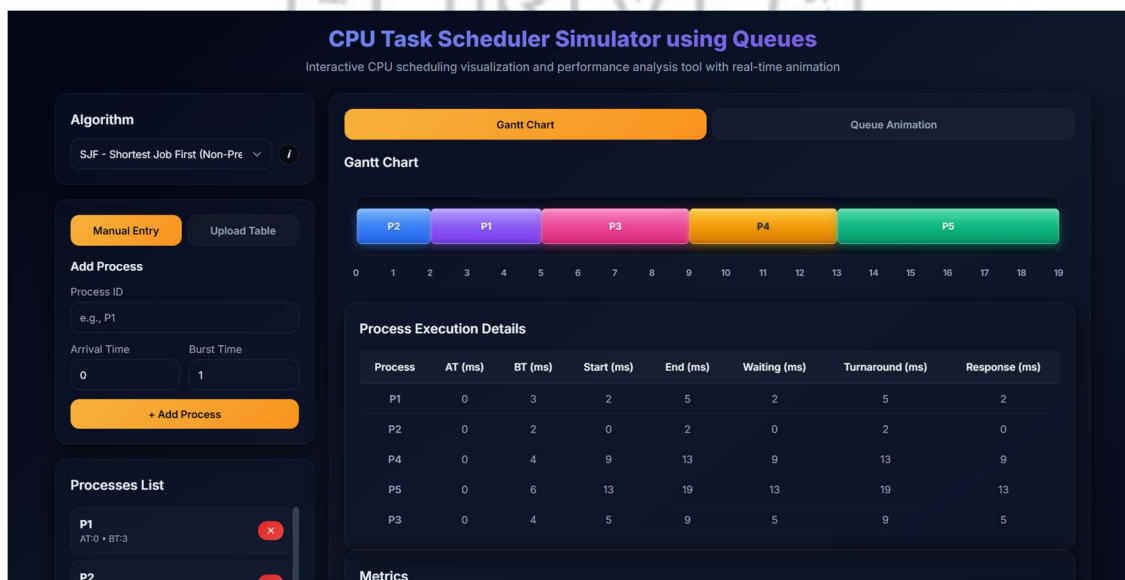 CPU Task Scheduler Simulator using Queues
Interactive CPU scheduling visualization and performance analysis tool with real-time animation
Algorithm
SJF - Shortest Job First (Non-Pre
i
Manual Entry
Upload Table
Add Process
Process ID
e.g., P1
Arrival Time Burst Time
0 1
+ Add Process
Processes List
P1
AT:0 • BT:3
P2
Gantt Chart
Queue Animation
Gantt Chart
P2 P1 P3 P4 P5
0 1 2 3 4 5 6 7 8 9 10 11 12 13 14 15 16 17 18 19
Process Execution Details
Process AT (ms) BT (ms) Start (ms) End (ms) Waiting (ms) Turnaround (ms) Response (ms)
P1 0 3 2 5 2 5 2
P2 0 2 0 2 0 2 0
P4 0 4 9 13 9 13 9
P5 0 6 13 19 13 19 13
P3 0 4 5 9 5 9 5
Metrics